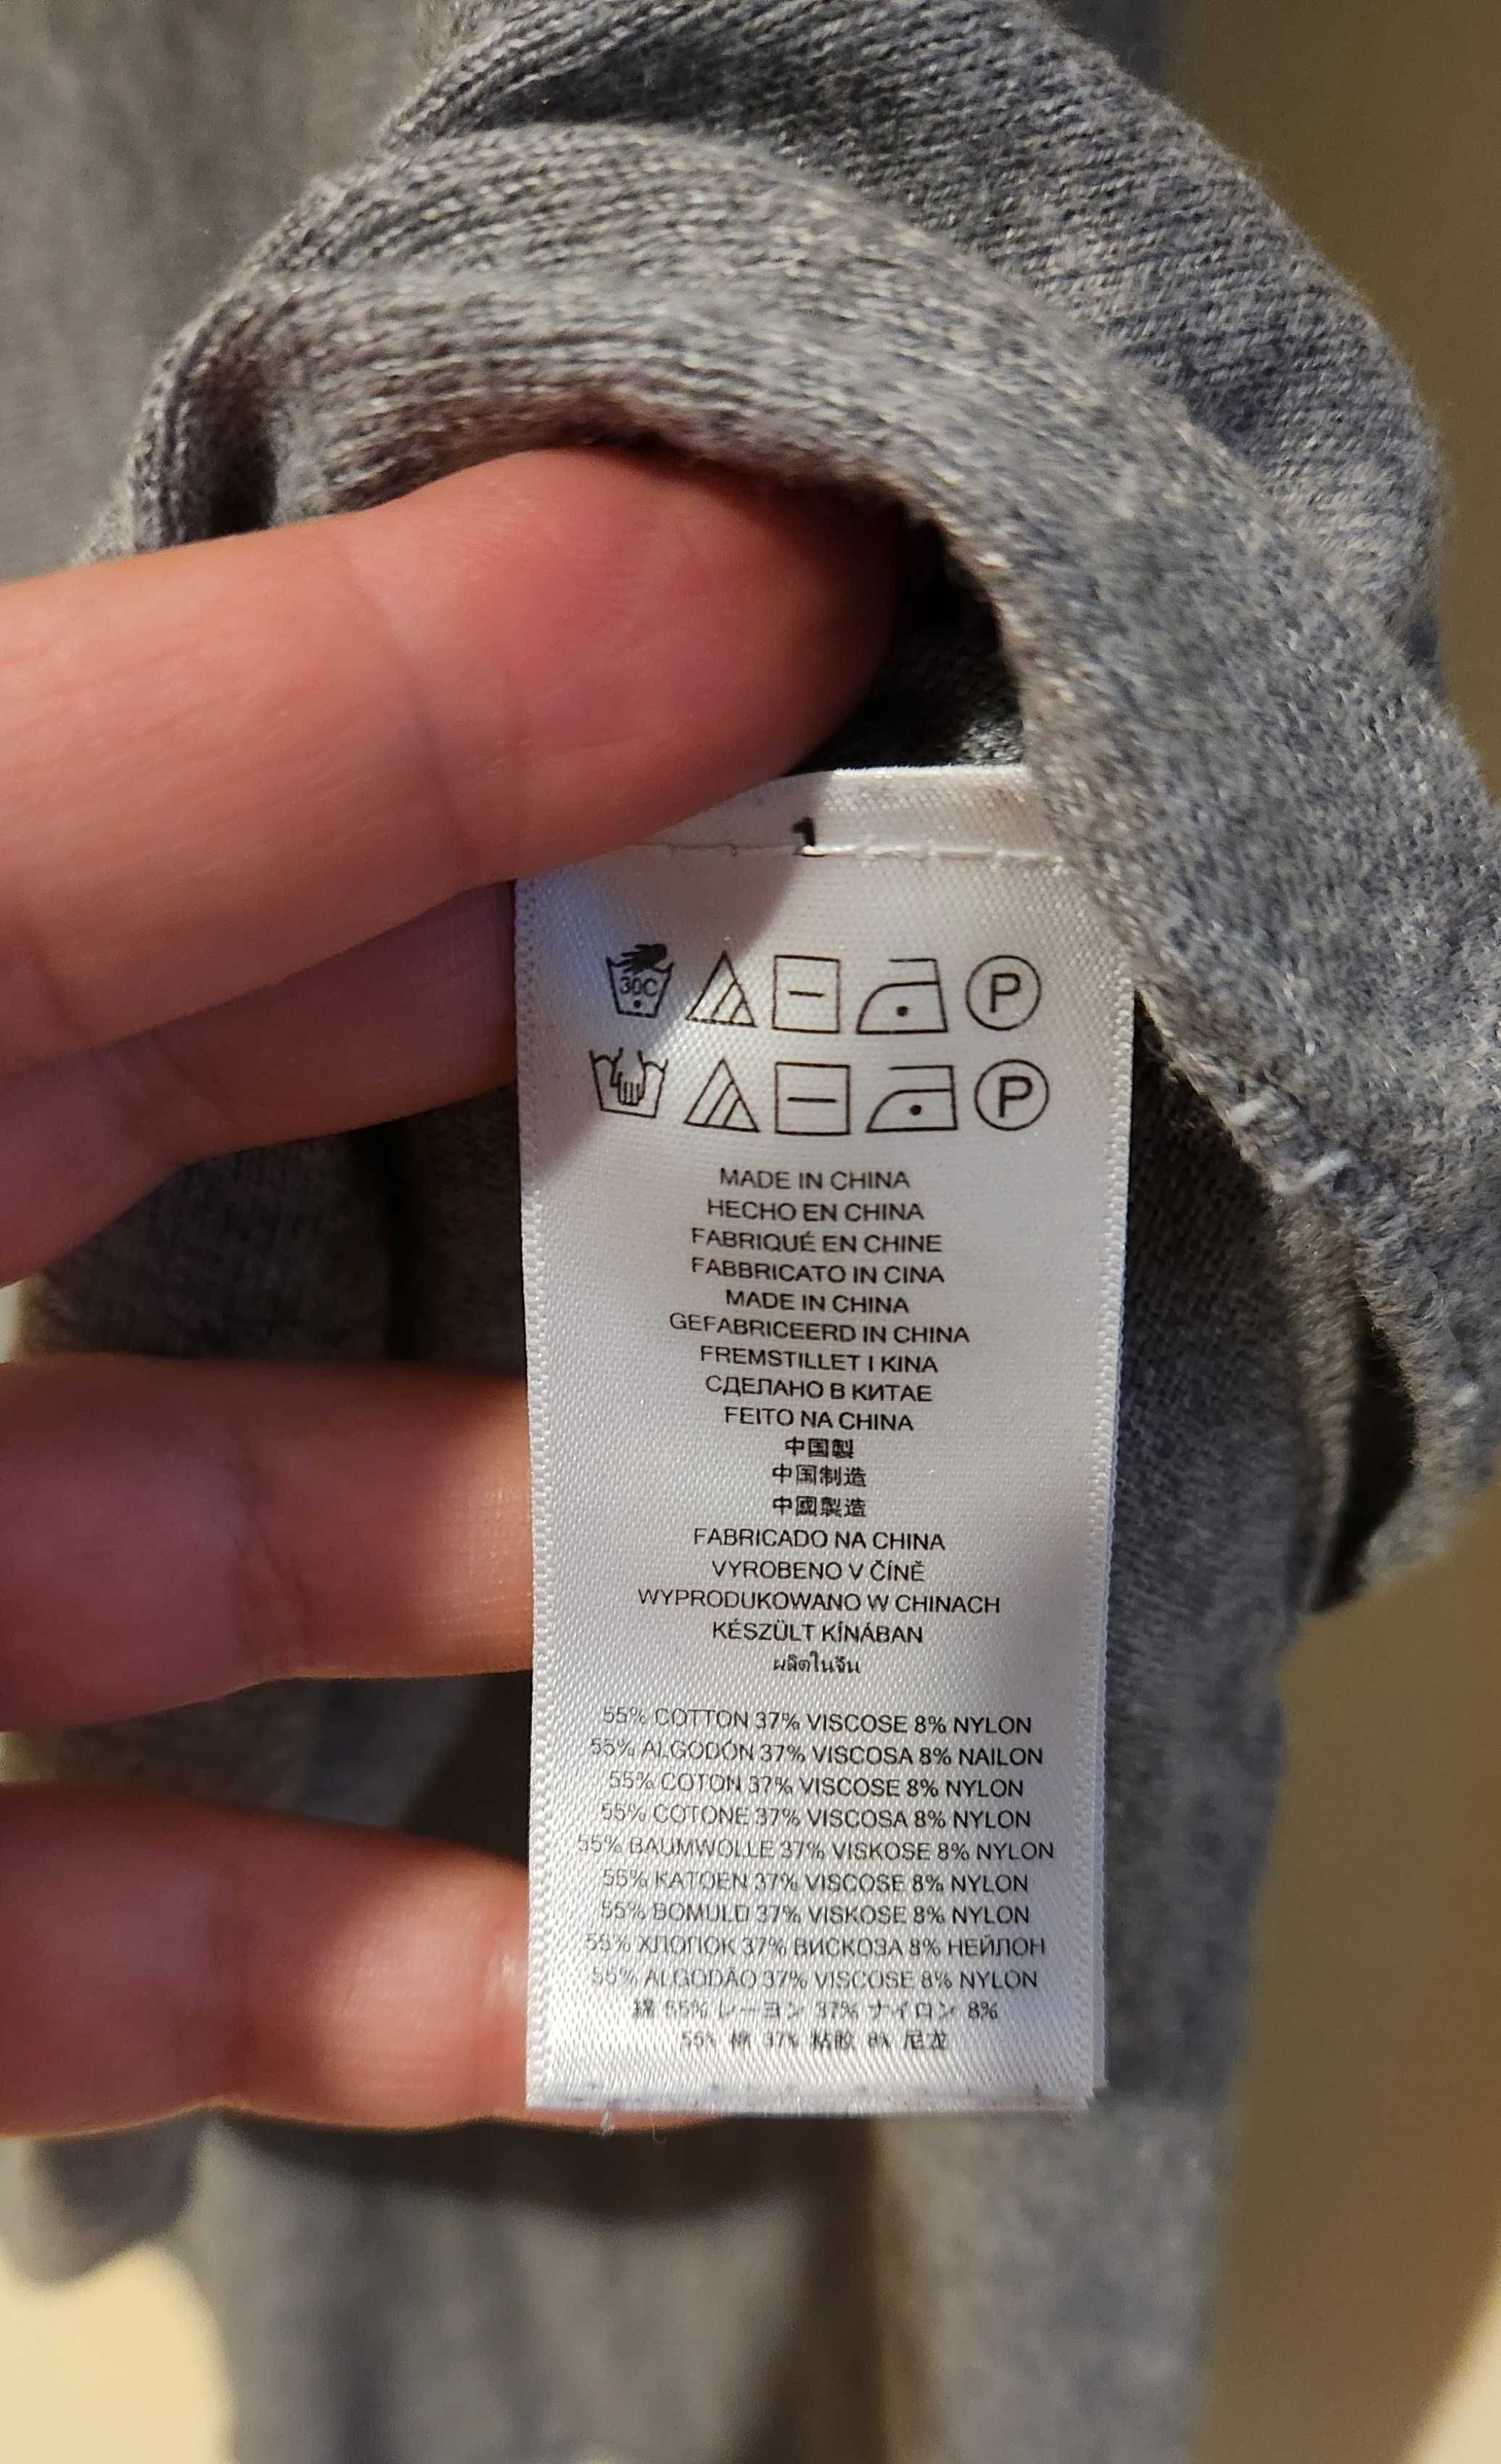 30C P
P
MADE IN CHINA
HECHO EN CHINA
FABRIQUÉ EN CHINE
FABBRICATO IN CINA
MADE IN CHINA
GEFABRICEERD IN CHINA
FREMSTILLET I KINA
СДЕЛАНО В КИТАЕ
FEITO NA CHINA
中国製
中国制造
中國製造
FABRICADO NA CHINA
VYROBENO V ČÍNĚ
WYPRODUKOWANO W CHINACH
KÉSZÜLT KÍNÁBAN
ผลิตในจีน
55% COTTON 37% VISCOSE 8% NYLON
55% ALGODÓN 37% VISCOSA 8% NAILON
55% COTON 37% VISCOSE 8% NYLON
55% COTONE 37% VISCOSA 8% NYLON
55% BAUMWOLLE 37% VISKOSE 8% NYLON
55% KATOEN 37% VISCOSE 8% NYLON
55% BOMULD 37% VISKOSE 8% NYLON
55% ХЛОПОК 37% ВИСКОЗА 8% НЕЙЛОН
55% ALGODÃO 37% VISCOSE 8% NYLON
綿 55% レーヨン 37% ナイロン 8%
55% 棉 37% 粘胶 8% 尼龙